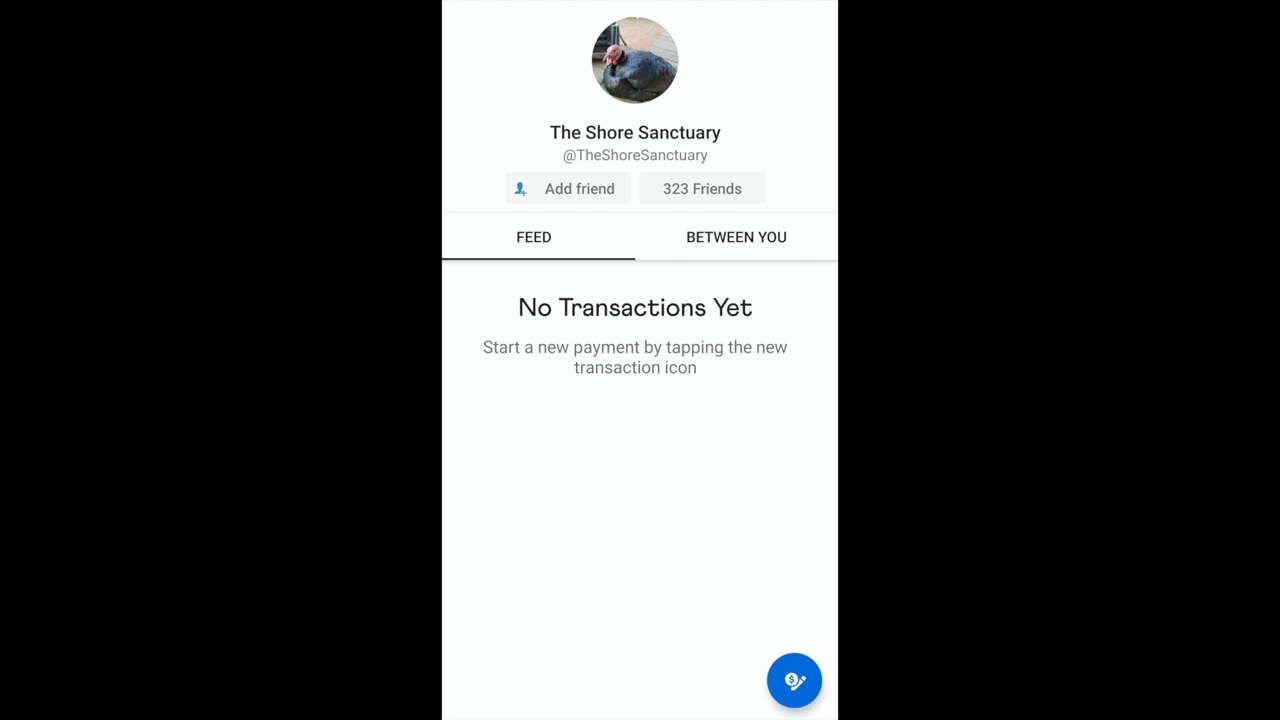 The Shore Sanctuary
@TheShoreSanctuary
Add friend
323 Friends
FEED
BETWEEN YOU
No Transactions Yet
Start a new payment by tapping the new
transaction icon